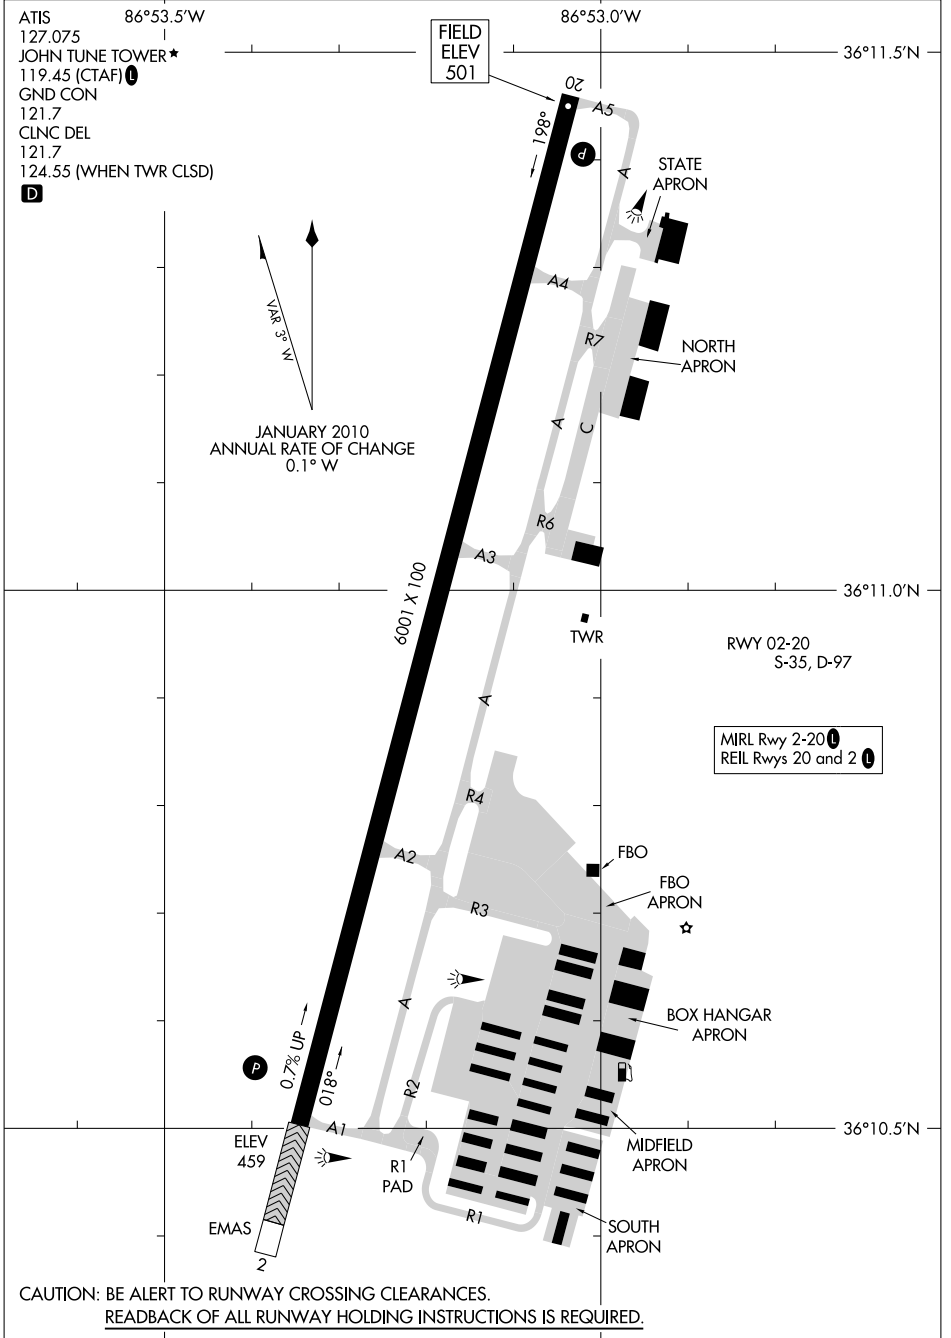 ATIS
127.075
JOHN TUNE TOWER★
119.45 (CTAF) L
GND CON
121.7
CLNC DEL
121.7
124.55 (WHEN TWR CLSD)
D
86°53.5'W
86°53.0'W
FIELD
ELEV
501
36°11.5'N
20
A5
198°
P
A
STATE
APRON
VAR 3° W
A4
R7
NORTH
APRON
JANUARY 2010
ANNUAL RATE OF CHANGE
0.1° W
A
C
R6
A3
36°11.0'N
6001 X 100
TWR
RWY 02-20
S-35, D-97
A
MIRL Rwy 2-20 L
REIL Rwys 20 and 2 L
R4
A2
FBO
FBO
APRON
R3
A
BOX HANGAR
APRON
0.7% UP
018°
P
R2
A1
36°10.5'N
ELEV
459
R1
PAD
MIDFIELD
APRON
EMAS
R1
SOUTH
APRON
2
CAUTION: BE ALERT TO RUNWAY CROSSING CLEARANCES.
READBACK OF ALL RUNWAY HOLDING INSTRUCTIONS IS REQUIRED.